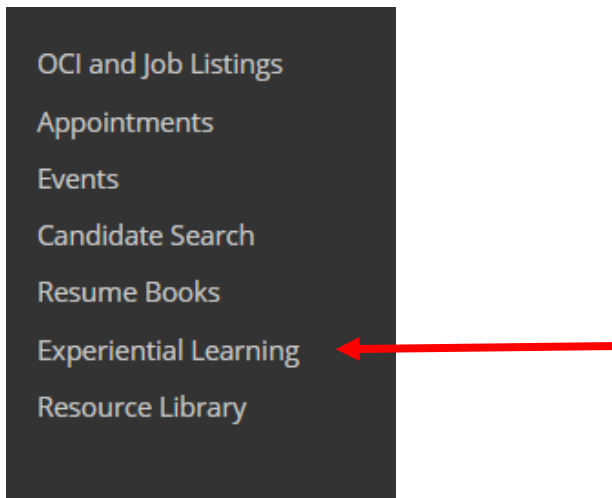 OCI and Job Listings
Appointments
Events
Candidate Search
Resume Books
Experiential Learning
Resource Library